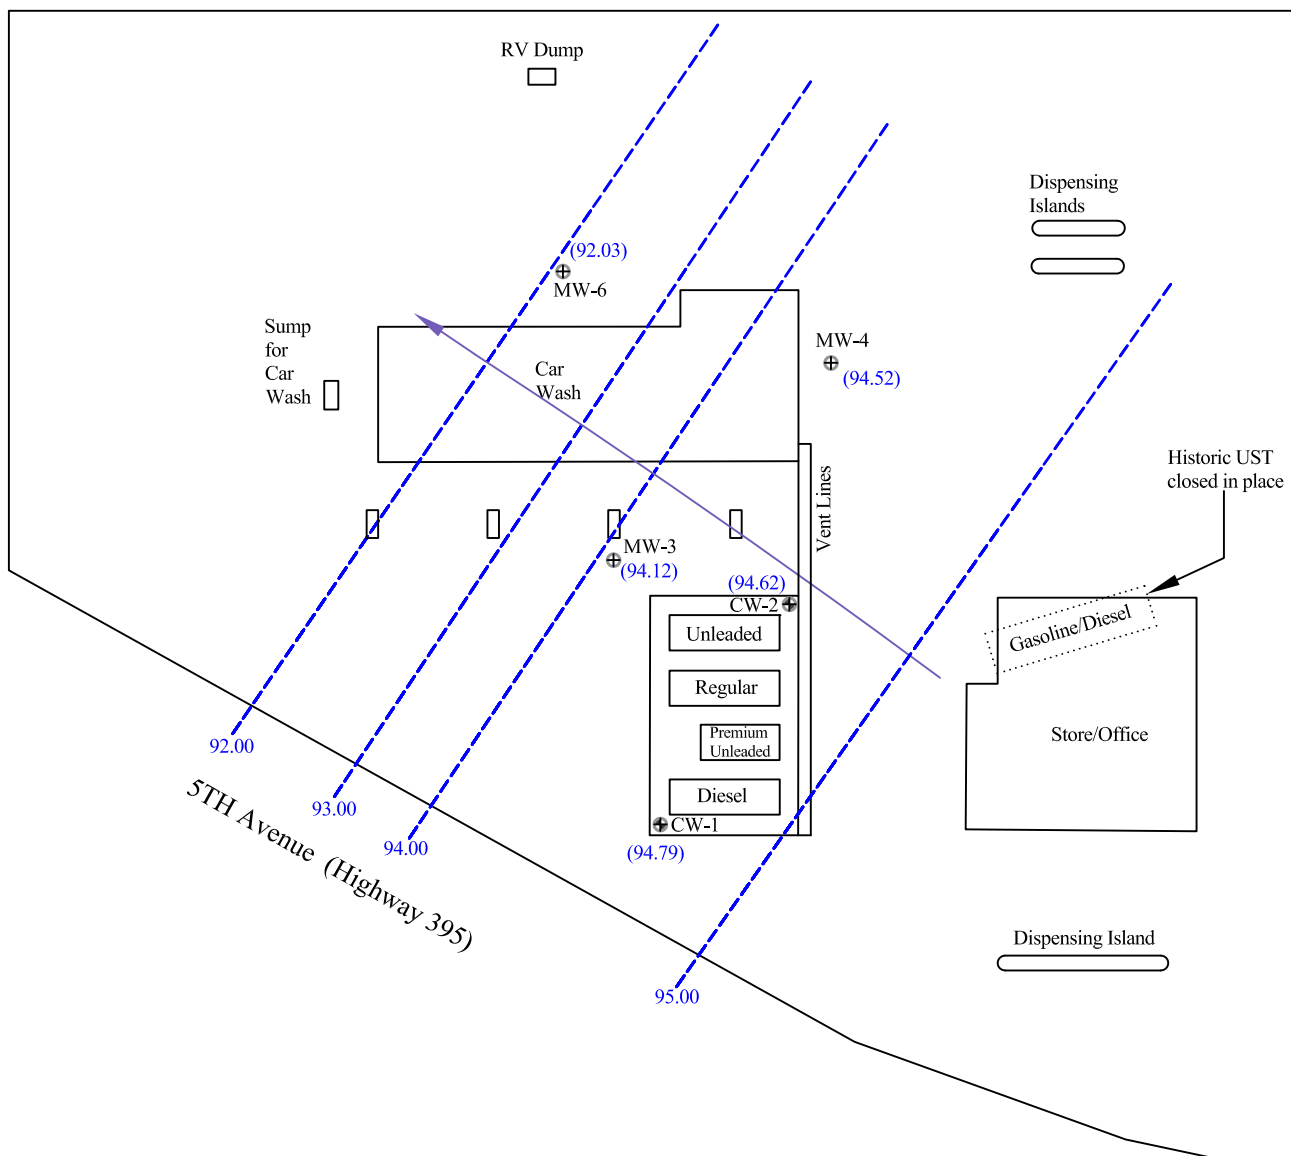 RV Dump
Dispensing
Islands
(92.03)
MW-6
Sump
for
Car
Wash
Car
Wash
MW-4
(94.52)
Historic UST
closed in place
Vent Lines
MW-3
(94.12)
(94.62)
CW-2
Gasoline/Diesel
Unleaded
Regular
Premium
Unleaded
Store/Office
Diesel
CW-1
(94.79)
92.00
93.00
94.00
5TH Avenue (Highway 395)
Dispensing Island
95.00